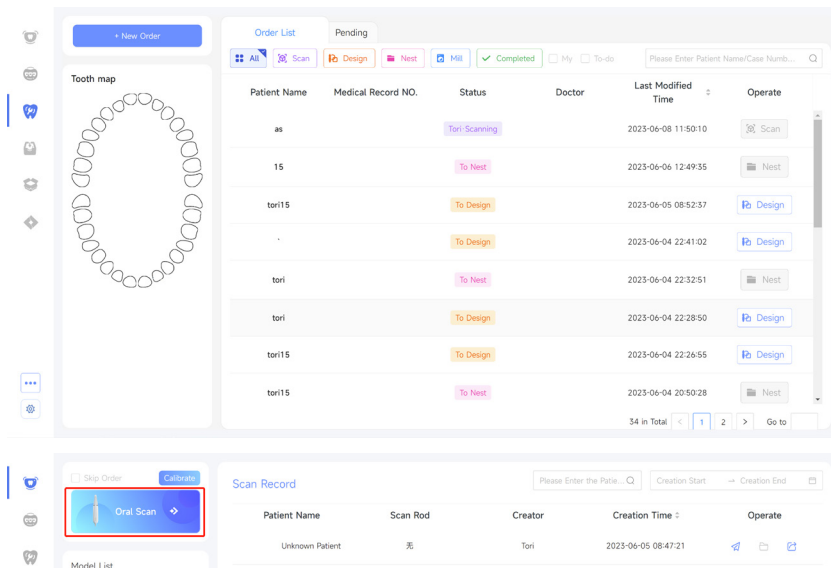 + New Order
Tooth map
Order List Pending
All Scan Design Nest Mill Completed My To-do Please Enter Patient Name/Case Numb...
Patient Name Medical Record NO. Status Doctor Last Modified Time Operate
as Tori-Scanning 2023-06-08 11:50:10 Scan
15 To Nest 2023-06-06 12:49:35 Nest
tori15 To Design 2023-06-05 08:52:37 Design
To Design 2023-06-04 22:41:02 Design
tori To Nest 2023-06-04 22:32:51 Nest
tori To Design 2023-06-04 22:28:50 Design
tori15 To Design 2023-06-04 22:26:55 Design
tori15 To Nest 2023-06-04 20:50:28 Nest
34 in Total < 1 2 > Go to
Skip Order Calibrate
Oral Scan
Model List
Scan Record Please Enter the Patie... Creation Start → Creation End
Patient Name Scan Rod Creator Creation Time Operate
Unknown Patient 无 Tori 2023-06-05 08:47:21